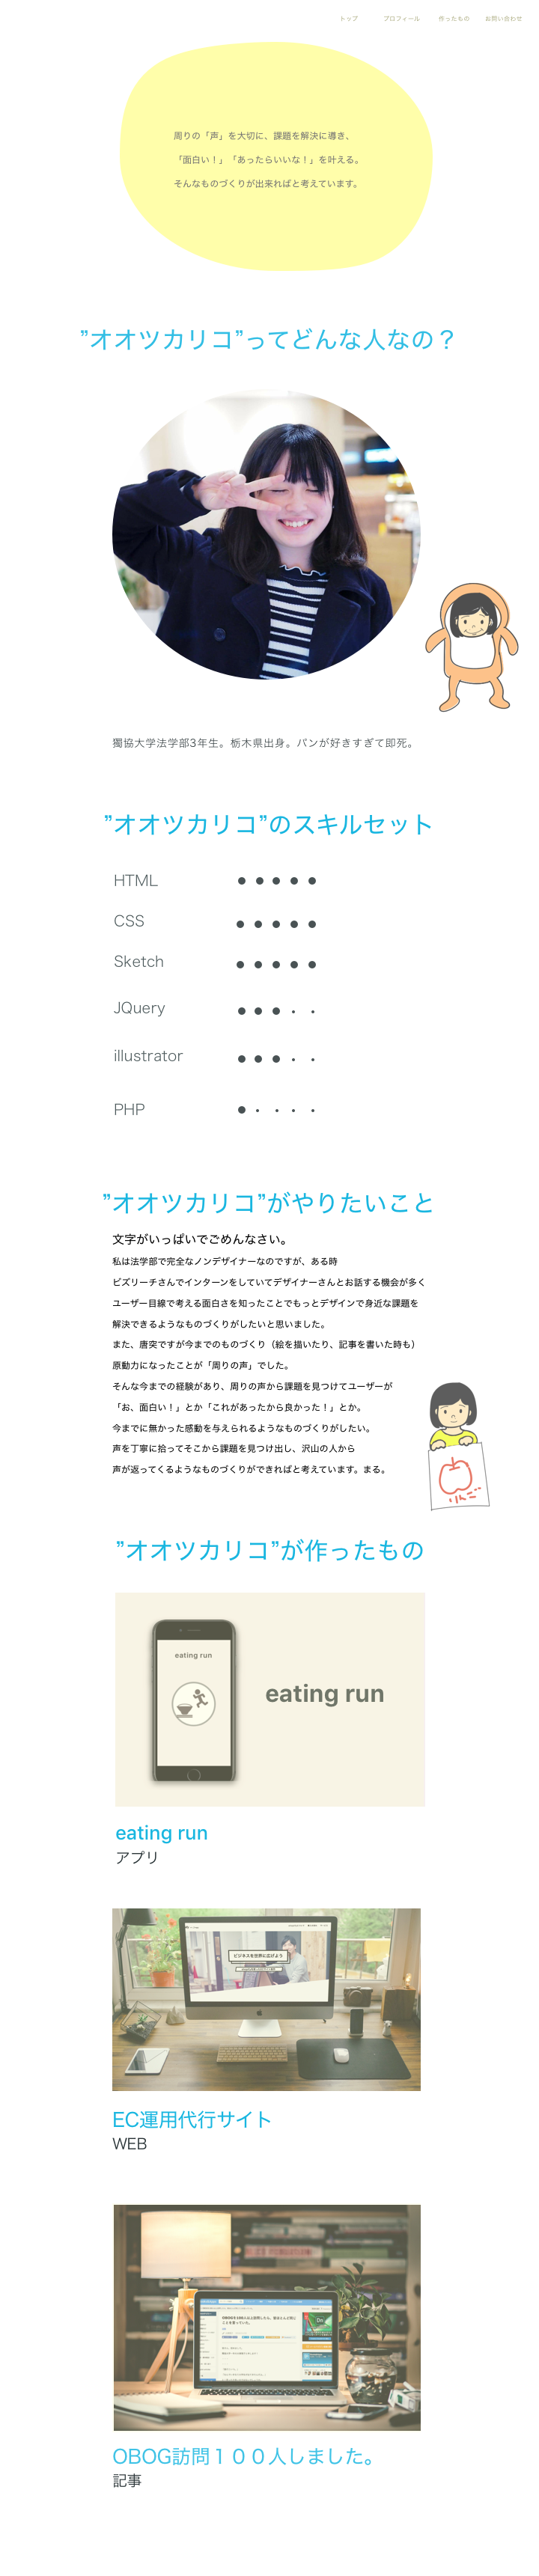 トップ プロフィール 作ったもの お問い合わせ
周りの「声」を大切に、課題を解決に導き、
「面白い！」「あったらいいな！」を叶える。
そんなものづくりが出来ればと考えています。
”オオツカリコ”ってどんな人なの？
獨協大学法学部3年生。栃木県出身。パンが好きすぎて即死。
”オオツカリコ”のスキルセット
HTML
CSS
Sketch
JQuery
illustrator
PHP
”オオツカリコ”がやりたいこと
文字がいっぱいでごめんなさい。
私は法学部で完全なノンデザイナーなのですが、ある時
ビズリーチさんでインターンをしていてデザイナーさんとお話する機会が多く
ユーザー目線で考える面白さを知ったことでもっとデザインで身近な課題を
解決できるようなものづくりがしたいと思いました。
また、唐突ですが今までのものづくり（絵を描いたり、記事を書いた時も）
原動力になったことが「周りの声」でした。
そんな今までの経験があり、周りの声から課題を見つけてユーザーが
「お、面白い！」とか「これがあったから良かった！」とか。
今までに無かった感動を与えられるようなものづくりがしたい。
声を丁寧に拾ってそこから課題を見つけ出し、沢山の人から
声が返ってくるようなものづくりができればと考えています。まる。
りんご
”オオツカリコ”が作ったもの
eating run
eating run
eating run
アプリ
ビジネスを世界に広げよう
EC運用代行サイト
WEB
OBOG訪問１００人しました。
記事